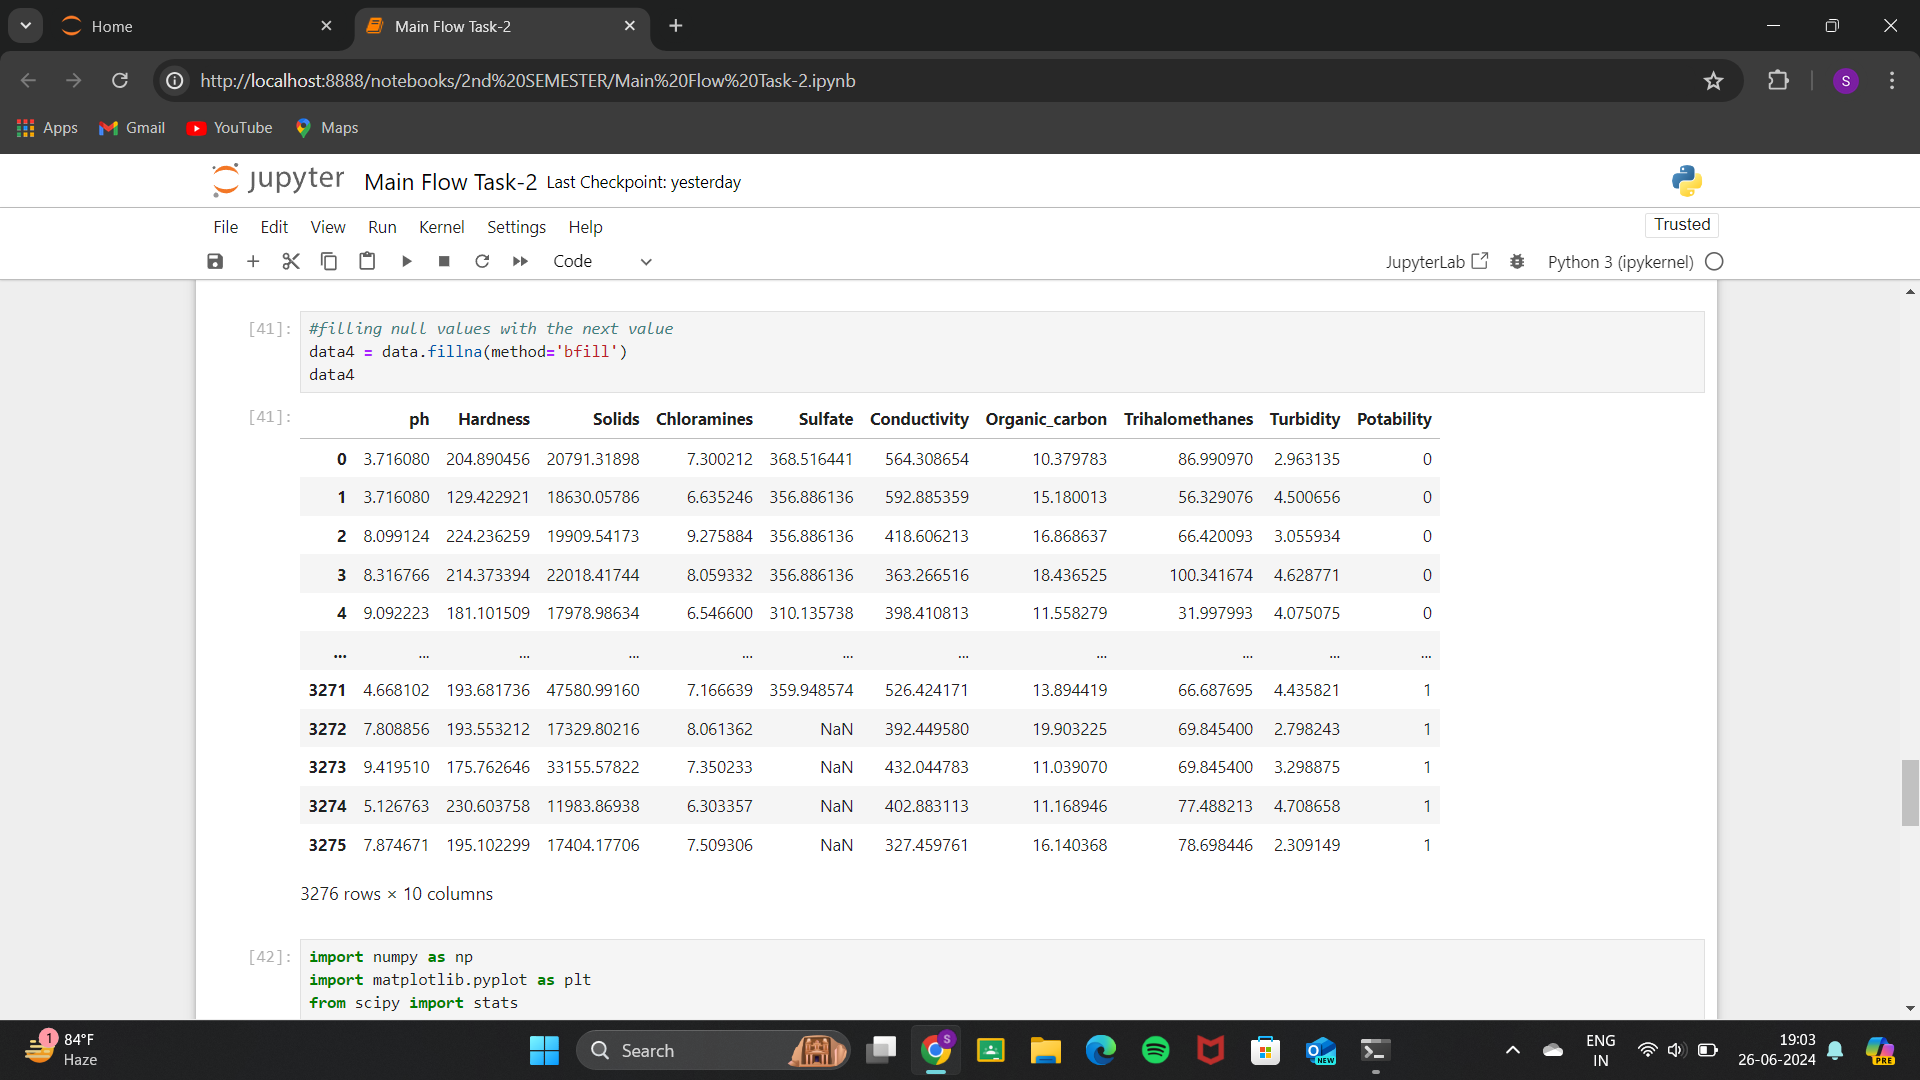 Home
Main Flow Task-2
http://localhost:8888/notebooks/2nd%20SEMESTER/Main%20Flow%20Task-2.ipynb
S
Apps Gmail YouTube Maps
jupyter Main Flow Task-2 Last Checkpoint: yesterday
File Edit View Run Kernel Settings Help
Trusted
Code
JupyterLab Python 3 (ipykernel)
[41]: #filling null values with the next value
data4 = data.fillna(method='bfill')
data4
[41]: ph Hardness Solids Chloramines Sulfate Conductivity Organic_carbon Trihalomethanes Turbidity Potability
0 3.716080 204.890456 20791.31898 7.300212 368.516441 564.308654 10.379783 86.990970 2.963135 0
1 3.716080 129.422921 18630.05786 6.635246 356.886136 592.885359 15.180013 56.329076 4.500656 0
2 8.099124 224.236259 19909.54173 9.275884 356.886136 418.606213 16.868637 66.420093 3.055934 0
3 8.316766 214.373394 22018.41744 8.059332 356.886136 363.266516 18.436525 100.341674 4.628771 0
4 9.092223 181.101509 17978.98634 6.546600 310.135738 398.410813 11.558279 31.997993 4.075075 0
... ... ... ... ... ... ... ... ... ... ...
3271 4.668102 193.681736 47580.99160 7.166639 359.948574 526.424171 13.894419 66.687695 4.435821 1
3272 7.808856 193.553212 17329.80216 8.061362 NaN 392.449580 19.903225 69.845400 2.798243 1
3273 9.419510 175.762646 33155.57822 7.350233 NaN 432.044783 11.039070 69.845400 3.298875 1
3274 5.126763 230.603758 11983.86938 6.303357 NaN 402.883113 11.168946 77.488213 4.708658 1
3275 7.874671 195.102299 17404.17706 7.509306 NaN 327.459761 16.140368 78.698446 2.309149 1
3276 rows × 10 columns
[42]: import numpy as np
import matplotlib.pyplot as plt
from scipy import stats
1
84°F
Haze
Search
S
NEW
ENG
IN
19:03
26-06-2024
PRE